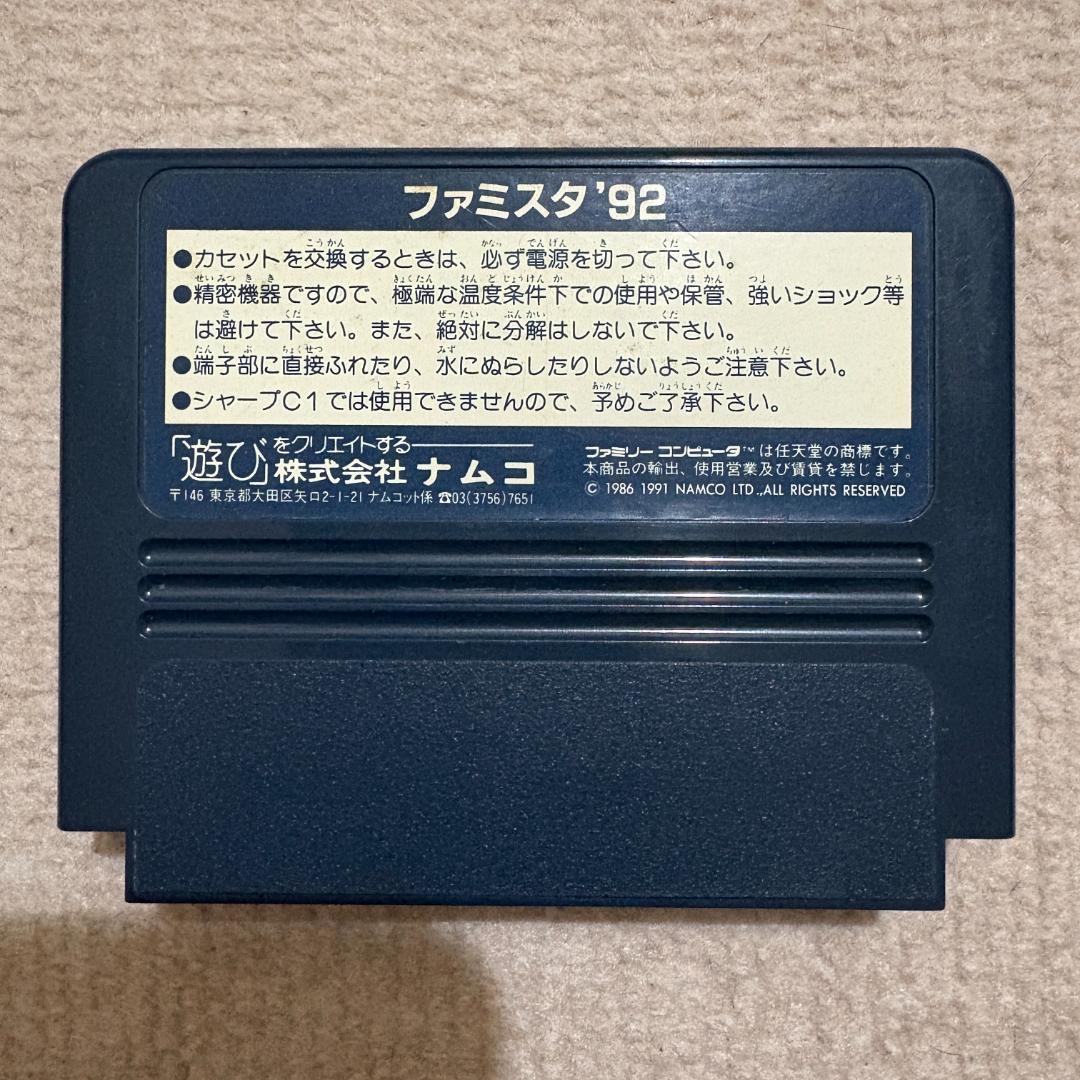 ファミスタ'92
●カセットを交換するときは、必ず電源を切って下さい。
●精密機器ですので、極端な温度条件下での使用や保管、強いショック等
は避けて下さい。また、絶対に分解はしないで下さい。
●端子部に直接ふれたり、水にぬらしたりしないようご注意下さい。
●シャープC1では使用できませんので、予めご了承下さい。
「遊び」をクリエイトする
株式会社ナムコ
〒146 東京都大田区矢口2-1-21 ナムコット係 ☎03(3756)7651
ファミリーコンピュータ™は任天堂の商標です。
本商品の輸出、使用営業及び賃貸を禁じます。
© 1986 1991 NAMCO LTD.,ALL RIGHTS RESERVED